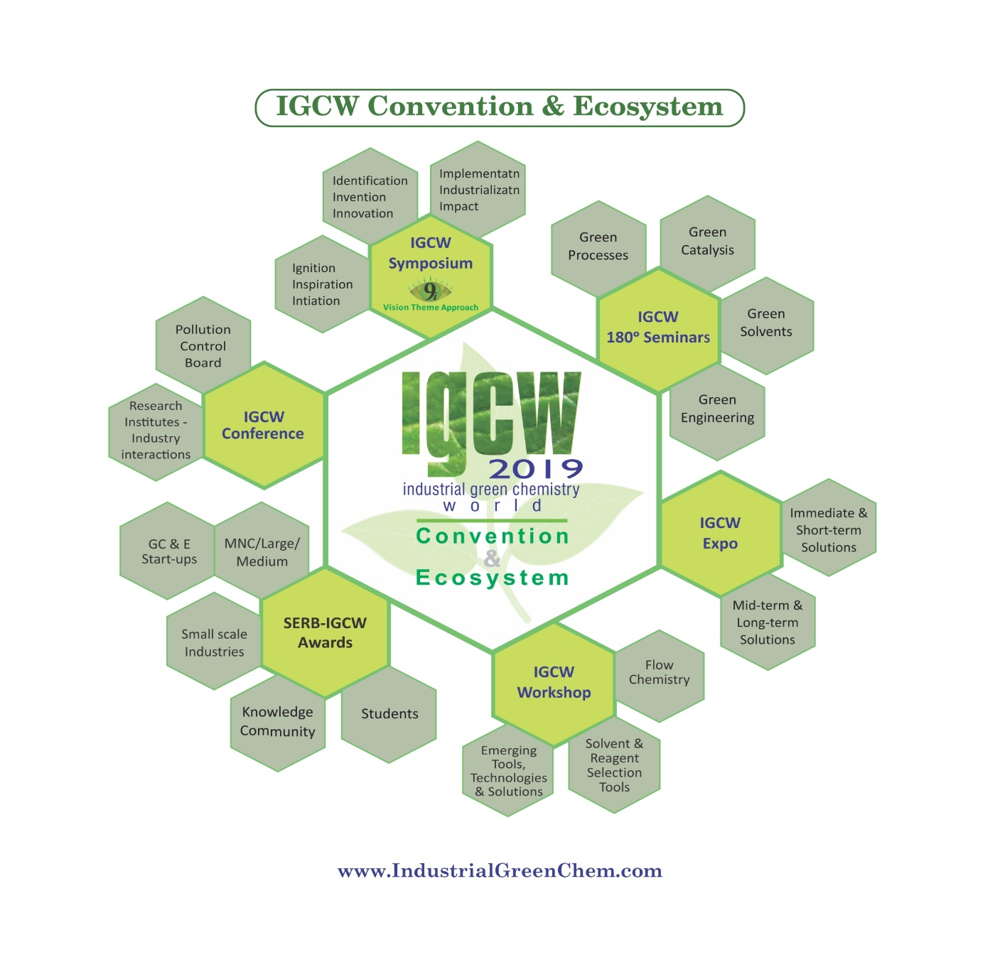 IGCW Convention & Ecosystem
Identification
Invention
Innovation
Implementatn
Industrializatn
Impact
Ignition
Inspiration
Intiation
IGCW
Symposium
9i
Vision Theme Approach
Green
Processes
Green
Catalysis
Green
Solvents
Green
Engineering
IGCW
180° Seminars
Pollution
Control
Board
Research
Institutes -
Industry
interactions
IGCW
Conference
Igcw
2019
industrial green chemistry
world
Convention
&
Ecosystem
IGCW
Expo
Immediate &
Short-term
Solutions
Mid-term &
Long-term
Solutions
GC & E
Start-ups
MNC/Large/
Medium
Small scale
Industries
SERB-IGCW
Awards
Knowledge
Community
Students
IGCW
Workshop
Flow
Chemistry
Emerging
Tools,
Technologies
& Solutions
Solvent &
Reagent
Selection
Tools
www.IndustrialGreenChem.com